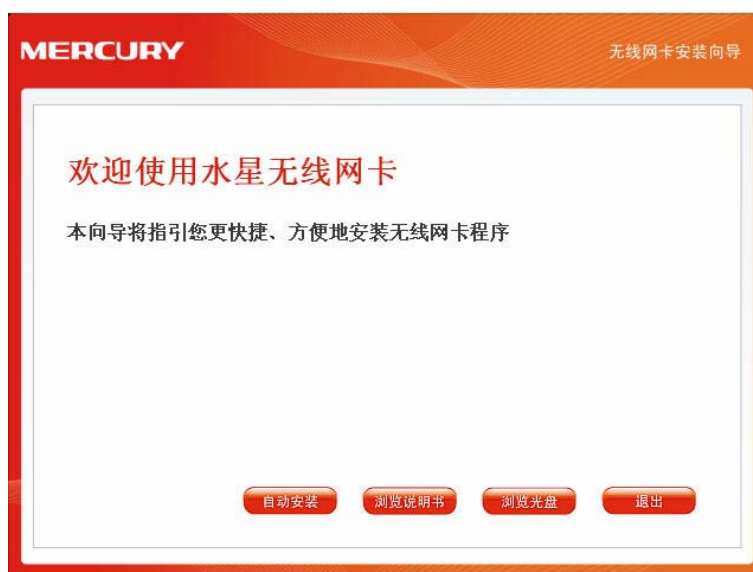 MERCURY
无线网卡安装向导
欢迎使用水星无线网卡
本向导将指引您更快捷、方便地安装无线网卡程序
自动安装 浏览说明书 浏览光盘 退出